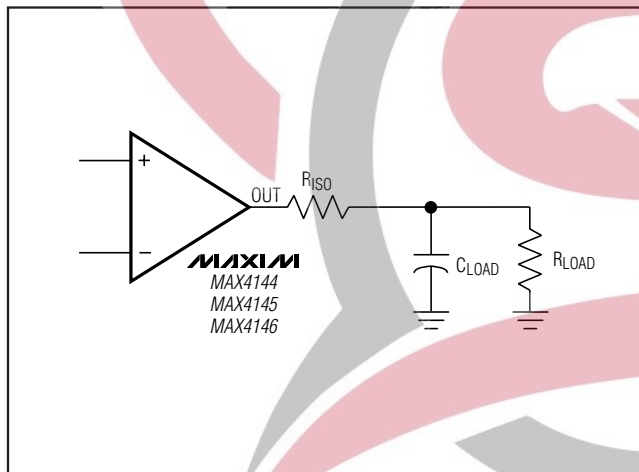 +
OUT
RISO
−
MAXIM
MAX4144
MAX4145
MAX4146
CLOAD
RLOAD